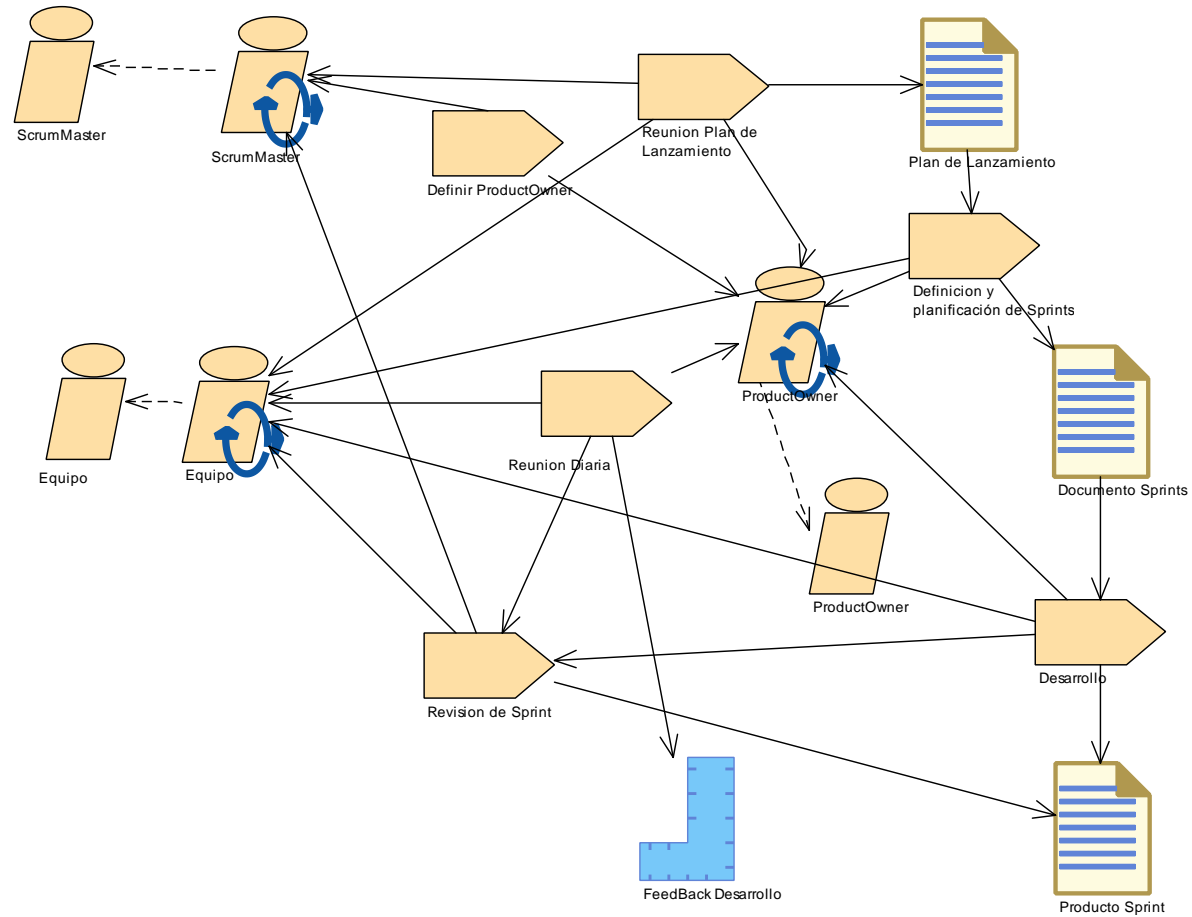 ScrumMaster
ScrumMaster
Reunion Plan de
Lanzamiento
Plan de Lanzamiento
Definir ProductOwner
Definicion y
planificación de Sprints
ProductOwner
Reunion Diaria
Equipo
Equipo
Documento Sprints
ProductOwner
Desarrollo
Revision de Sprint
FeedBack Desarrollo
Producto Sprint